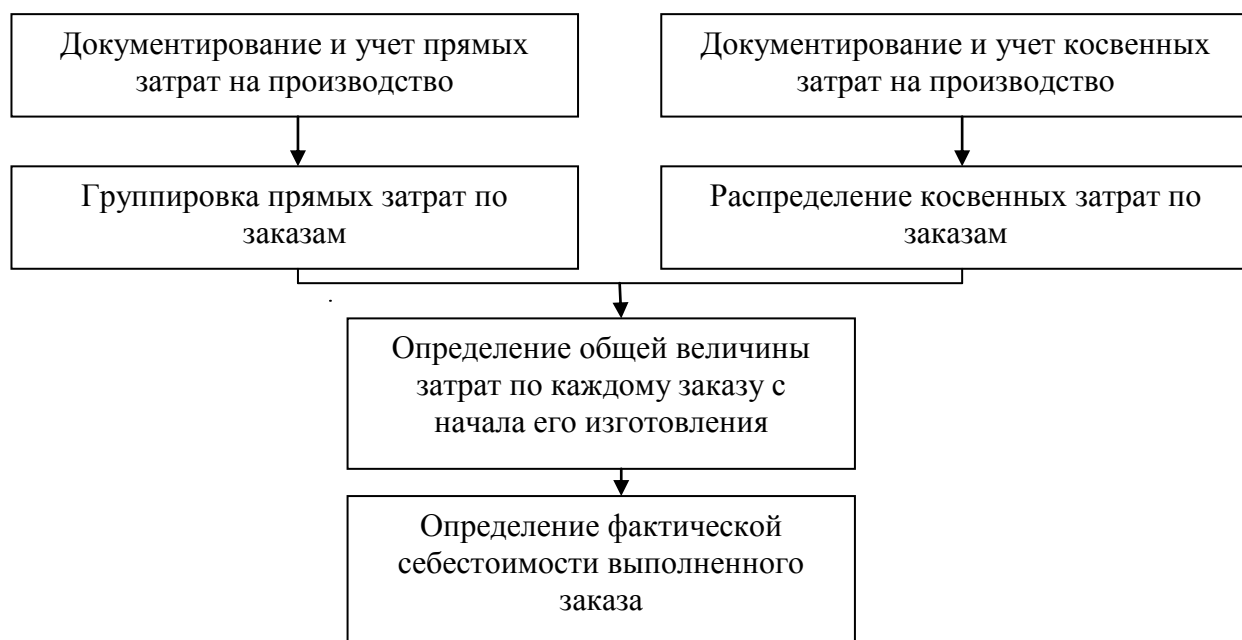 Документирование и учет прямых
затрат на производство
Документирование и учет косвенных
затрат на производство
Группировка прямых затрат по
заказам
Распределение косвенных затрат по
заказам
Определение общей величины
затрат по каждому заказу с
начала его изготовления
Определение фактической
себестоимости выполненного
заказа